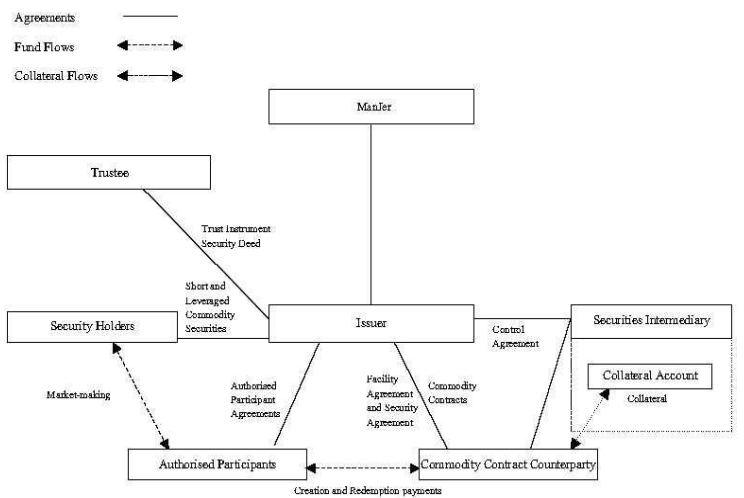 Agreements
Fund Flows
Collateral Flows
ManJer
Trustee
Trust Instrument
Security Deed
Short and
Leveraged
Commodity
Securities
Security Holders
Issuer
Securities Intermediary
Control
Agreement
Collateral Account
Collateral
Market-making
Authorised
Participant
Agreements
Facility
Agreement
and Security
Agreement
Commodity
Contracts
Authorised Participants
Commodity Contract Counterparty
Creation and Redemption payments